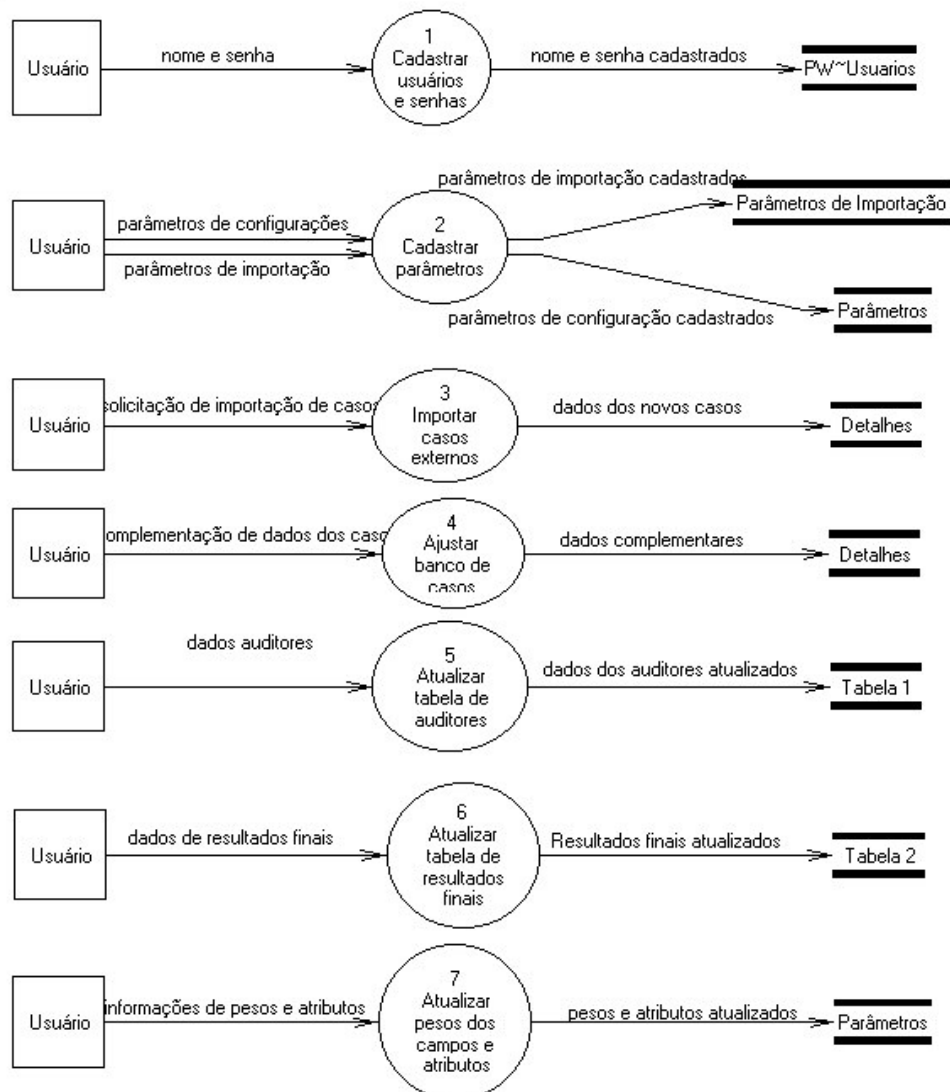 Usuário
nome e senha
1
Cadastrar
usuários
e senhas
nome e senha cadastrados
PW~Usuarios
Usuário
parâmetros de configurações
parâmetros de importação
2
Cadastrar
parâmetros
parâmetros de importação cadastrados
Parâmetros de Importação
parâmetros de configuração cadastrados
Parâmetros
Usuário
solicitação de importação de casos
3
Importar
casos
externos
dados dos novos casos
Detalhes
Usuário
omplementação de dados dos caso
4
Ajustar
banco de
casos
dados complementares
Detalhes
Usuário
dados auditores
5
Atualizar
tabela de
auditores
dados dos auditores atualizados
Tabela 1
Usuário
dados de resultados finais
6
Atualizar
tabela de
resultados
finais
Resultados finais atualizados
Tabela 2
Usuário
informações de pesos e atributos
7
Atualizar
pesos dos
campos e
atributos
pesos e atributos atualizados
Parâmetros